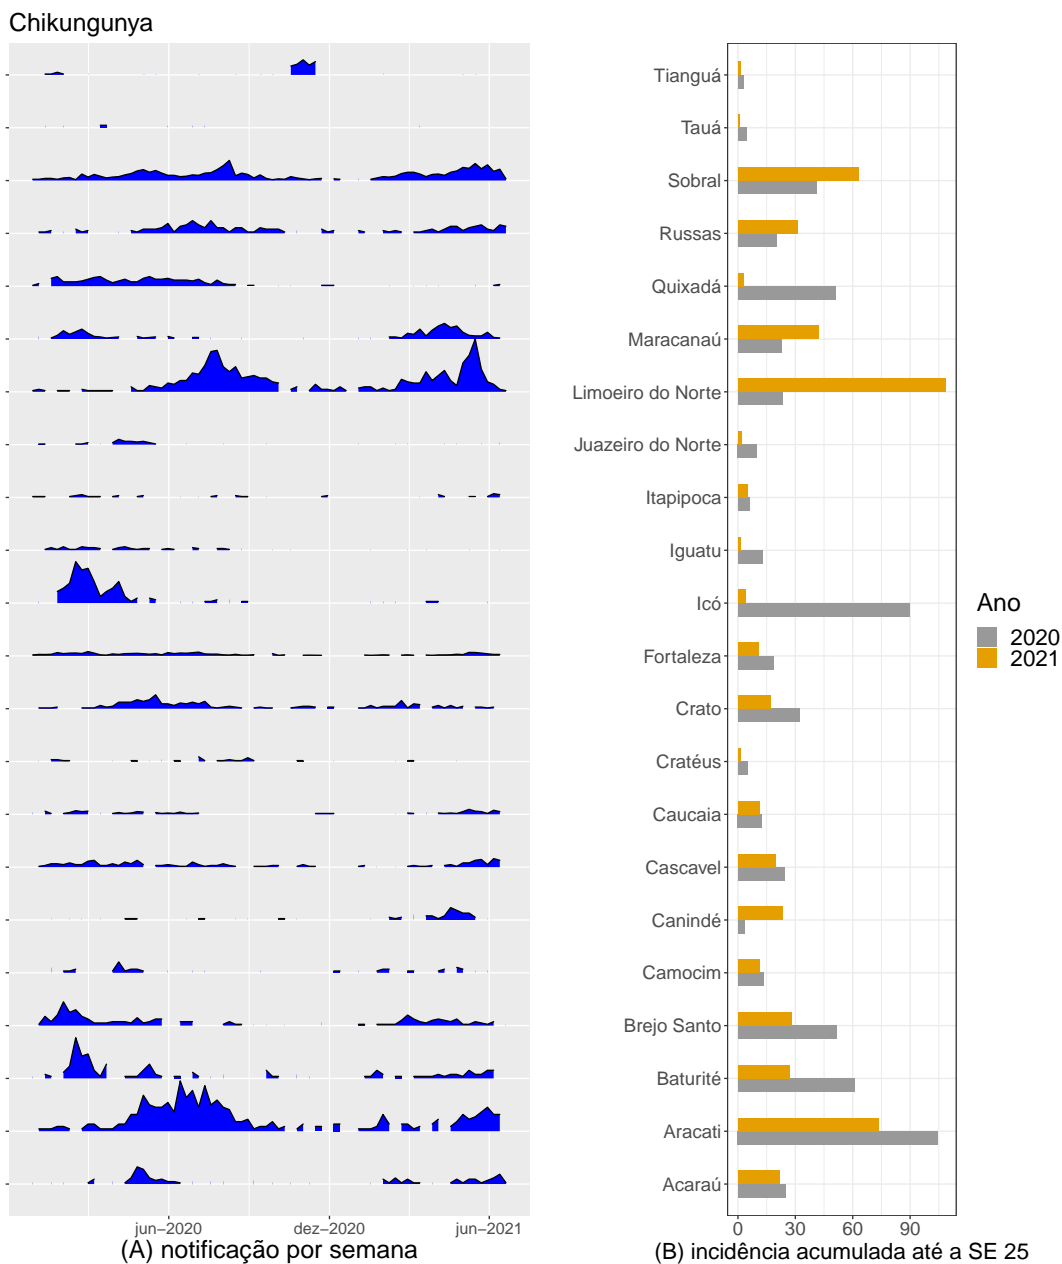 Chikungunya
Tianguá
Tauá
Sobral
Russas
Quixadá
Maracanaú
Limoeiro do Norte
Juazeiro do Norte
Itapipoca
Iguatu
Icó
Fortaleza
Crato
Cratéus
Caucaia
Cascavel
Canindé
Camocim
Brejo Santo
Baturité
Aracati
Acaraú
Ano
2020
2021
jun−2020 dez−2020 jun−2021
0 30 60 90
(A) notificação por semana
(B) incidência acumulada até a SE 25